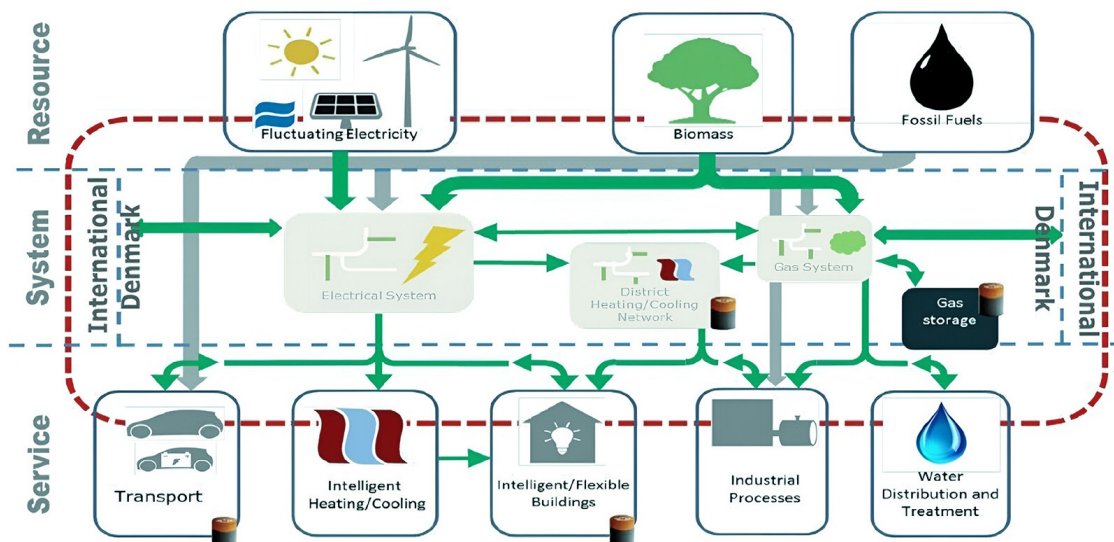 Resource
Fluctuating Electricity
Biomass
Fossil Fuels
System
International
Denmark
Electrical System
District
Heating/Cooling
Network
Gas System
Gas
storage
Denmark
International
Service
Transport
Intelligent
Heating/Cooling
Intelligent/Flexible
Buildings
Industrial
Processes
Water
Distribution and
Treatment